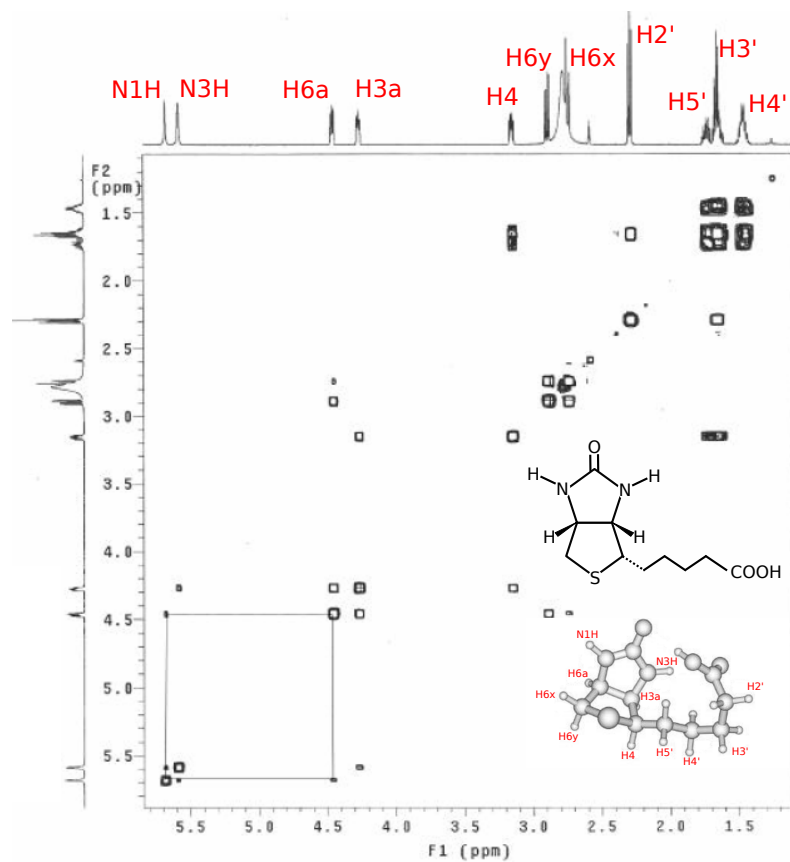 H2'
H6y
H6x
H3'
N1H
N3H
H6a
H3a
H4
H5'
H4'
F2
(ppm)
1.5
2.0
2.5
3.0
3.5
4.0
4.5
5.0
5.5
O
H
N
N
H
H
H
S
COOH
N1H
N3H
H6a
H3a
H2'
H6x
H6y
H4
H5'
H4'
H3'
5.5
5.0
4.5
4.0
3.5
3.0
2.5
2.0
1.5
F1 (ppm)